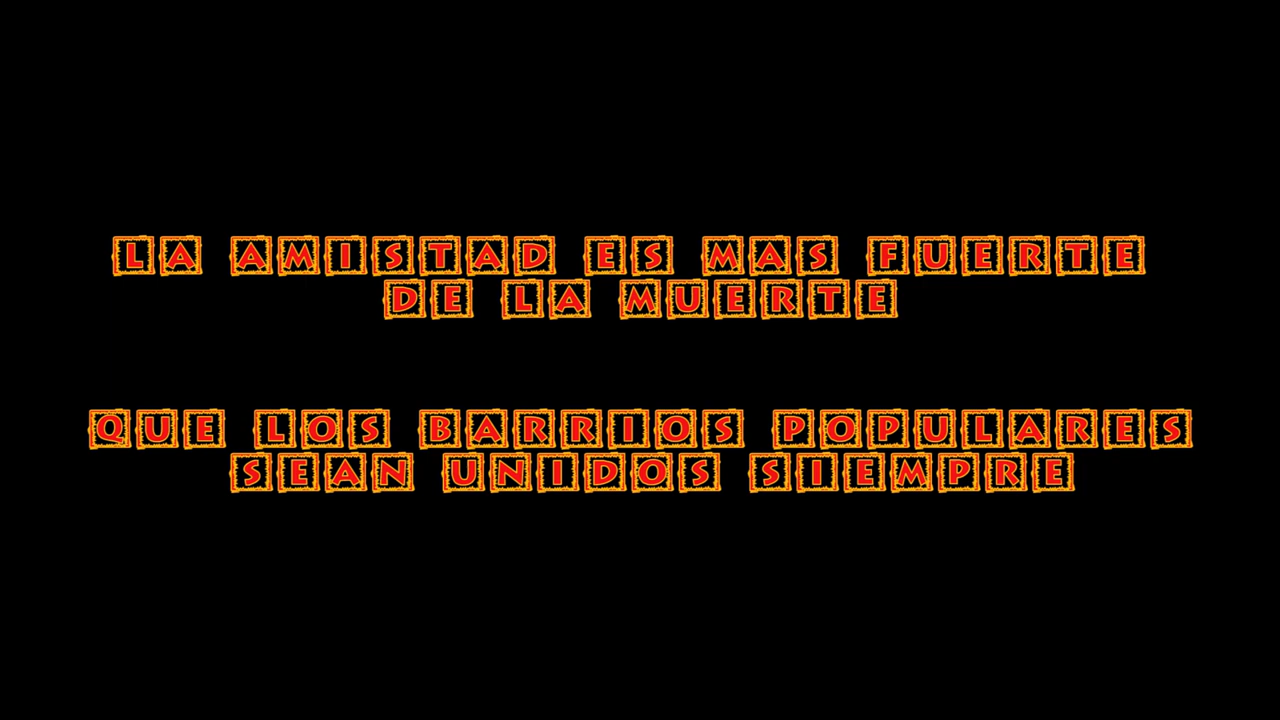 LA AMISTAD ES MAS FUERTE
DE LA MUERTE
QUE LOS BARRIOS POPULARES
SEAN UNIDOS SIEMPRE